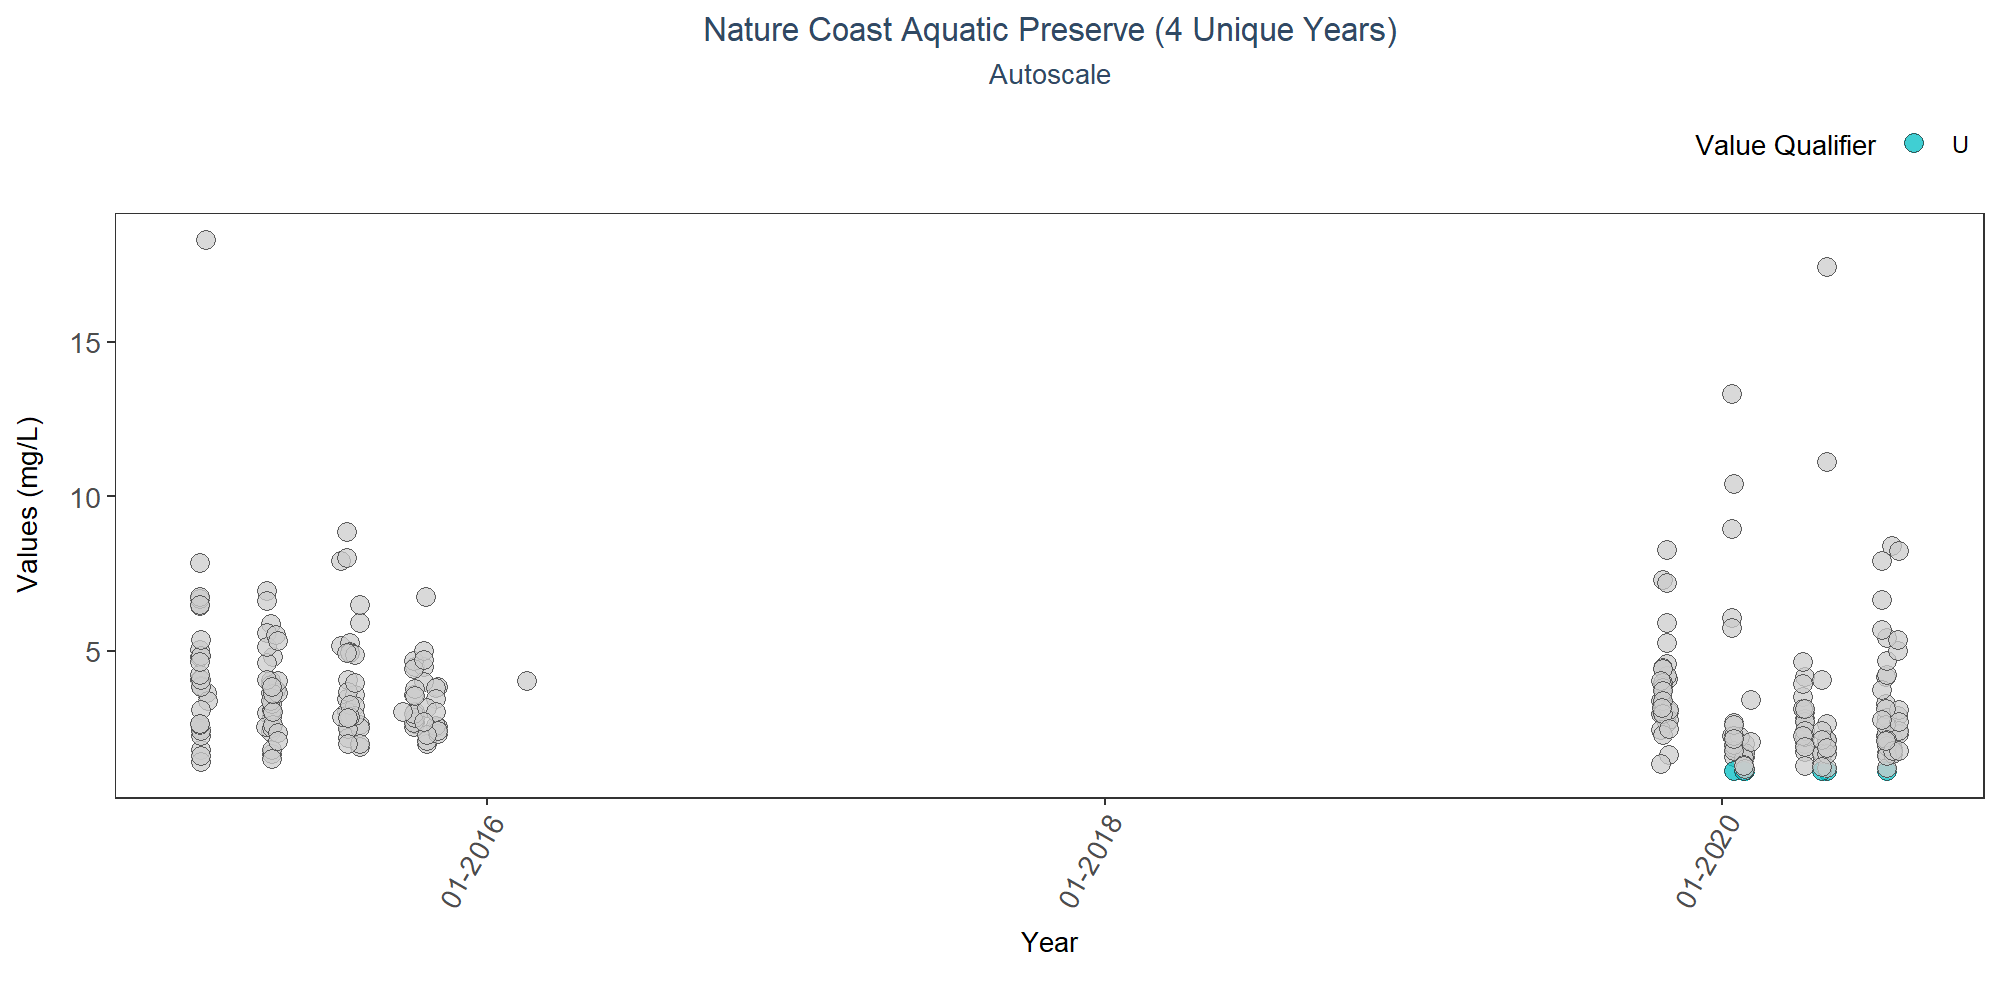 Nature Coast Aquatic Preserve (4 Unique Years)
Autoscale
Value Qualifier U
15
10
5
Values (mg/L)
01-2016
01-2018
01-2020
Year